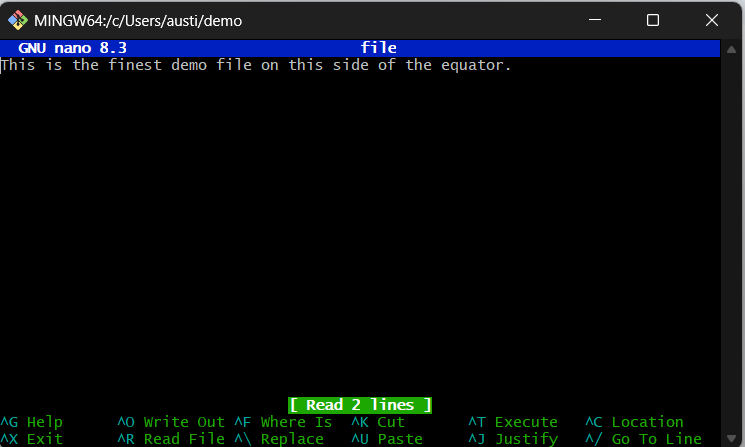 MINGW64:/c/Users/austi/demo
GNU nano 8.3 file
This is the finest demo file on this side of the equator.
[ Read 2 lines ]
^G Help ^O Write Out ^F Where Is ^K Cut ^T Execute ^C Location
^X Exit ^R Read File ^\ Replace ^U Paste ^J Justify ^/ Go To Line